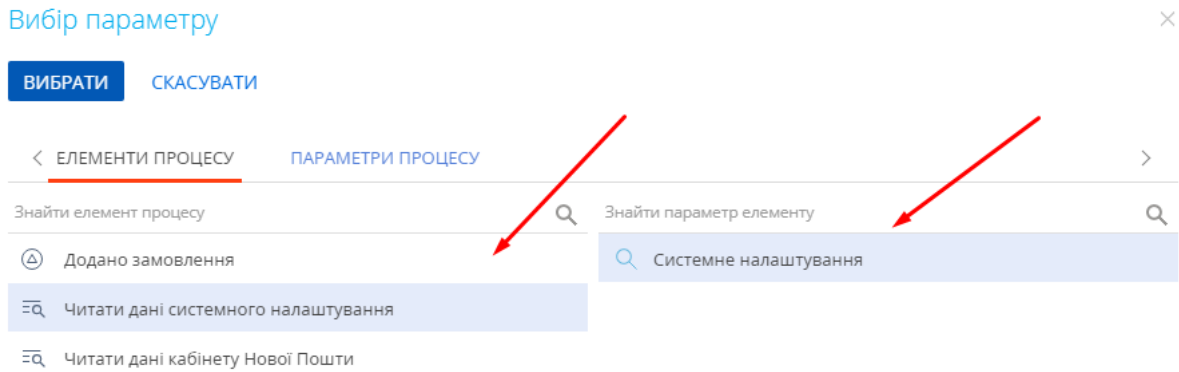 Вибір параметру
ВИБРАТИ СКАСУВАТИ
ЕЛЕМЕНТИ ПРОЦЕСУ ПАРАМЕТРИ ПРОЦЕСУ
Знайти елемент процесу Знайти параметр елементу
Додано замовлення Системне налаштування
Читати дані системного налаштування
Читати дані кабінету Нової Пошти